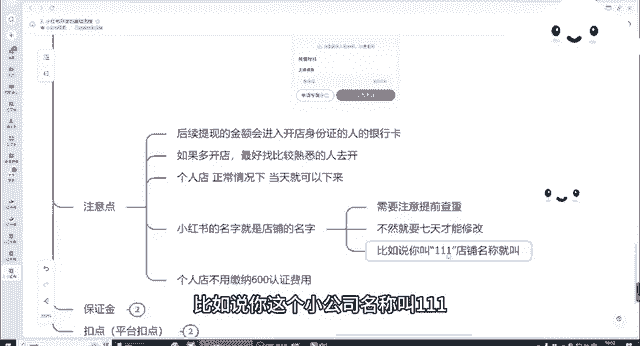 后续提现的金额会进入开店身份证的人的银行卡
如果多开店，最好找比较熟悉的人去开
个人店 正常情况下 当天就可以下来
注意点
小红书的名字就是店铺的名字
需要注意提前查重
不然就要七天才能修改
比如说你叫“111”店铺名称就叫
个人店不用缴纳600认证费用
保证金 2
扣点（平台扣点） 2
比如说你这个小公司名称叫111